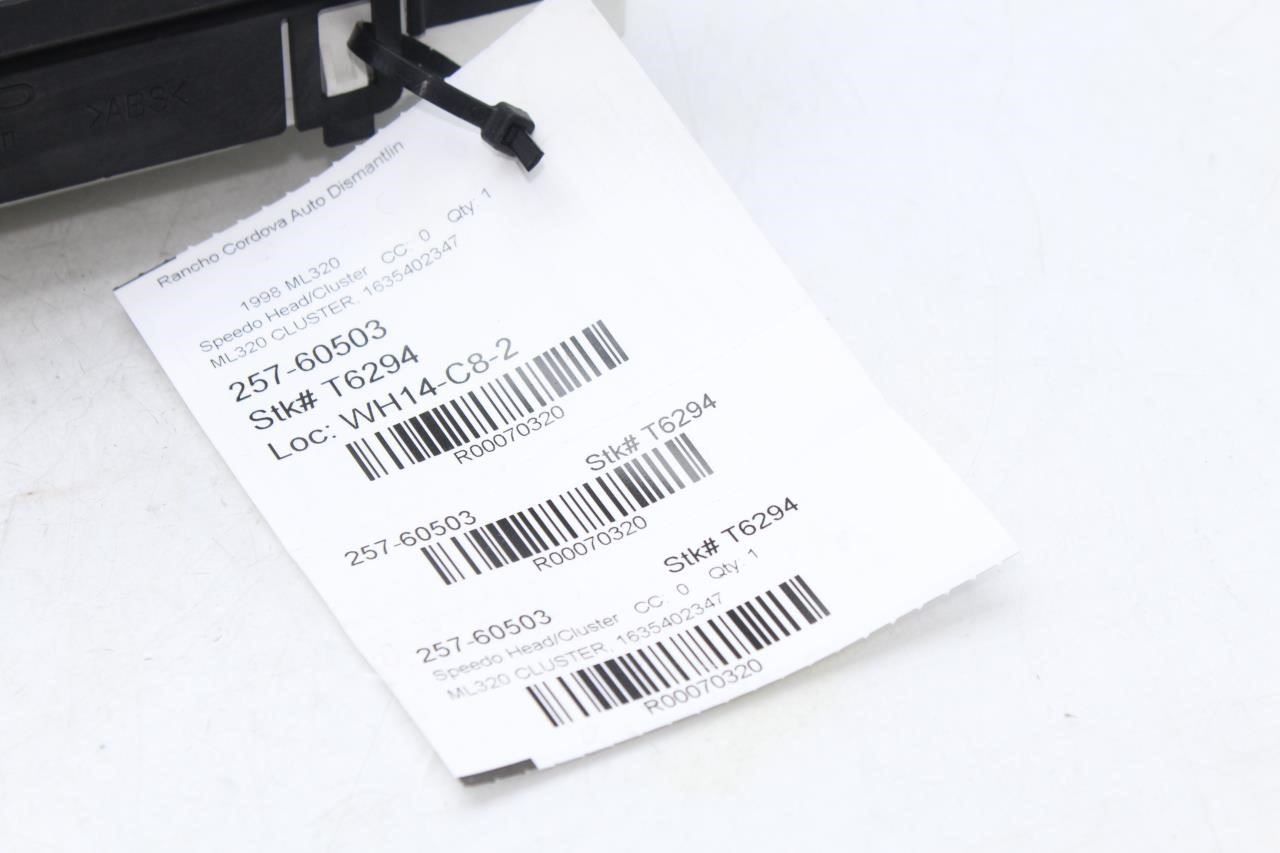 >ABS<
Rancho Cordova Auto Dismantlin
1998 ML320
Speedo Head/Cluster CC: 0 Qty: 1
ML320 CLUSTER, 1635402347
257-60503
Stk# T6294
Loc: WH14-C8-2
R00070320
257-60503 Stk# T6294
R00070320
257-60503 Stk# T6294
Speedo Head/Cluster CC: 0 Qty: 1
ML320 CLUSTER, 1635402347
R00070320